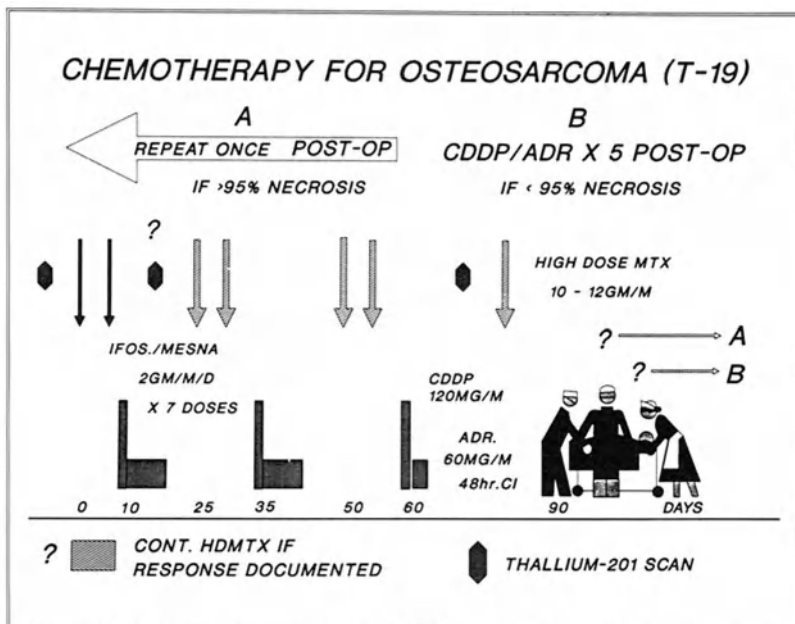 CHEMOTHERAPY FOR OSTEOSARCOMA (T-19)
A
B
REPEAT ONCE POST-OP
CDDP/ADR X 5 POST-OP
IF >95% NECROSIS
IF < 95% NECROSIS
?
HIGH DOSE MTX
10 - 12GM/M
? A
IFOS./MESNA
2GM/M/D
X 7 DOSES
CDDP
120MG/M
? B
ADR.
60MG/M
48hr.CI
0 10 25 35 50 60 90 DAYS
? CONT. HDMTX IF
RESPONSE DOCUMENTED
THALLIUM-201 SCAN